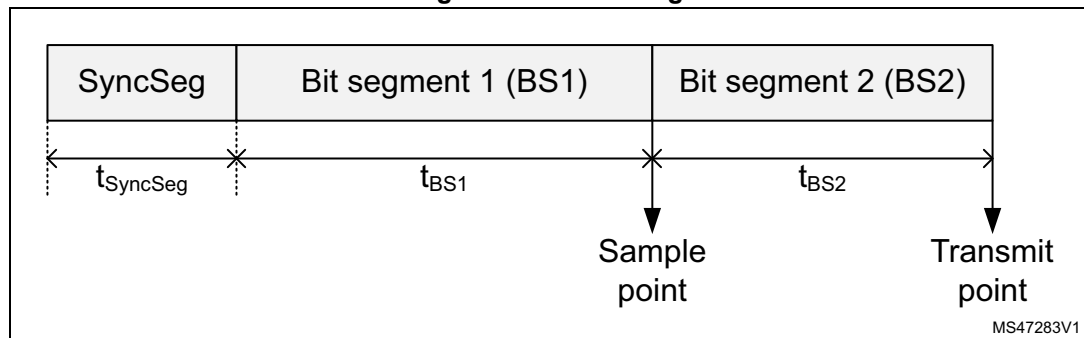 SyncSeg Bit segment 1 (BS1) Bit segment 2 (BS2)
tSyncSeg tBS1 tBS2
Sample point
Transmit point
MS47283V1